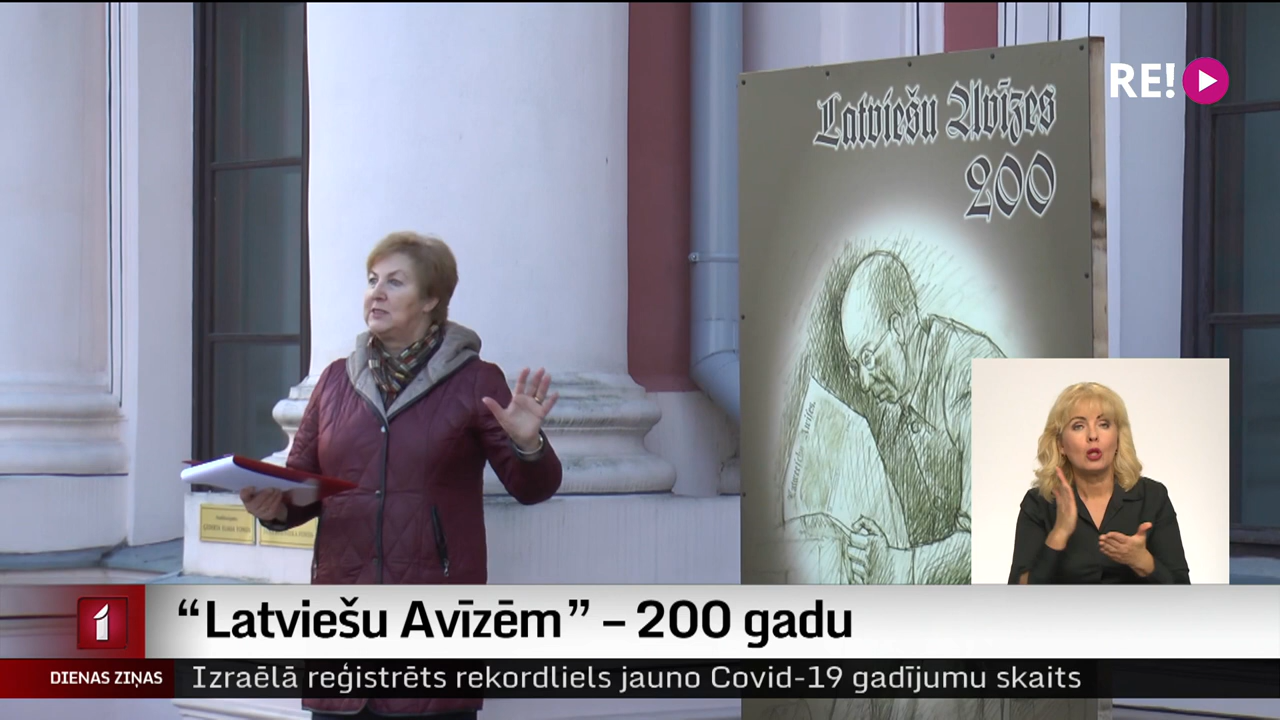 Latviešu Avīzes
200
RE!
1
“Latviešu Avīzēm” – 200 gadu
DIENAS ZIŅAS
Izraēlā reģistrēts rekordliels jauno Covid-19 gadījumu skaits